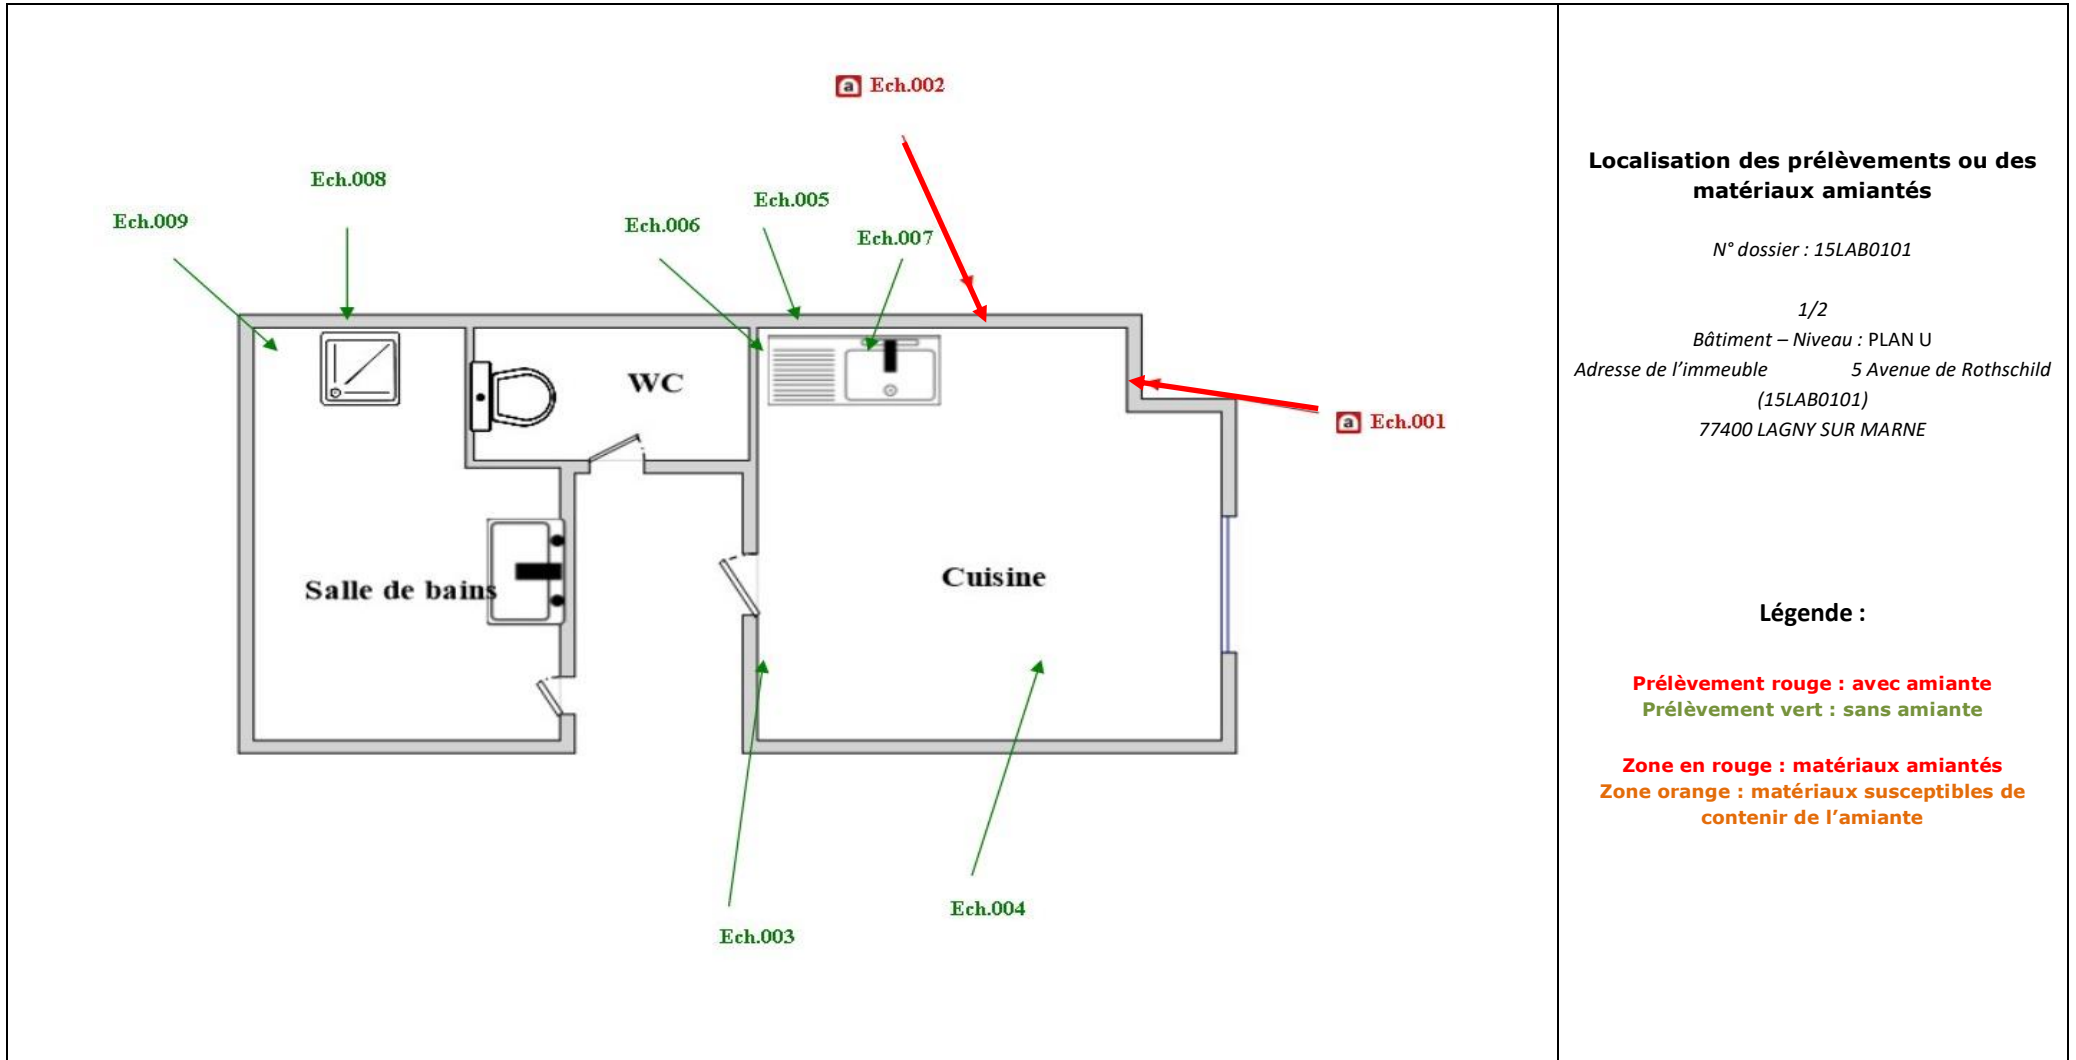 a Ech.002
Ech.008
Ech.005
Ech.009
Ech.006
Ech.007
WC
a Ech.001
Salle de bains
Cuisine
Ech.004
Ech.003
Localisation des prélèvements ou des
matériaux amiantés
N° dossier : 15LAB0101
1/2
Bâtiment – Niveau : PLAN U
Adresse de l’immeuble 5 Avenue de Rothschild
(15LAB0101)
77400 LAGNY SUR MARNE
Légende :
Prélèvement rouge : avec amiante
Prélèvement vert : sans amiante
Zone en rouge : matériaux amiantés
Zone orange : matériaux susceptibles de
contenir de l’amiante